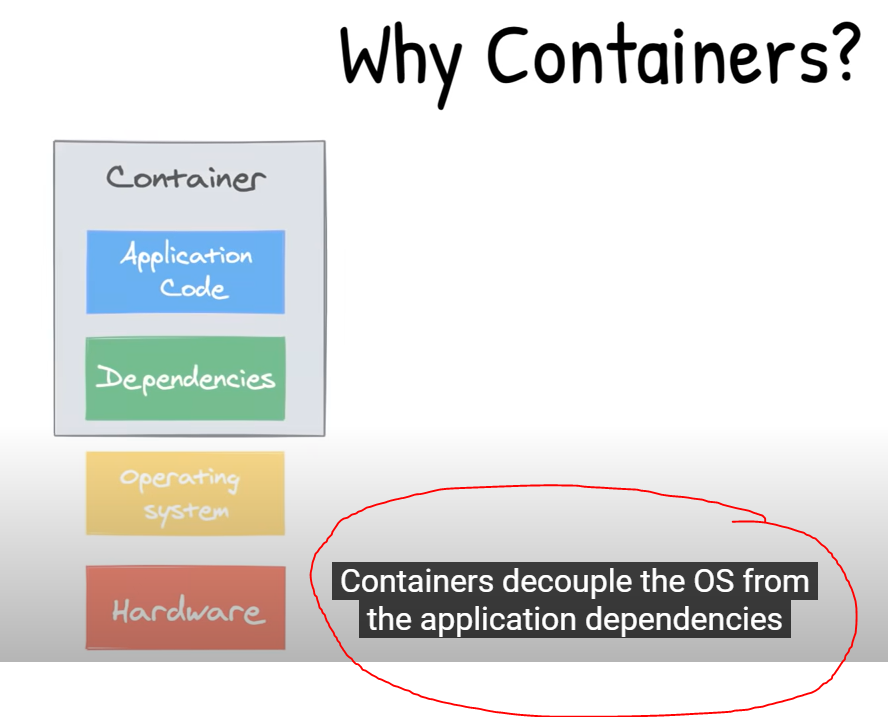 Why Containers?
Container
Application
Code
Dependencies
Operating
system
Hardware
Containers decouple the OS from
the application dependencies